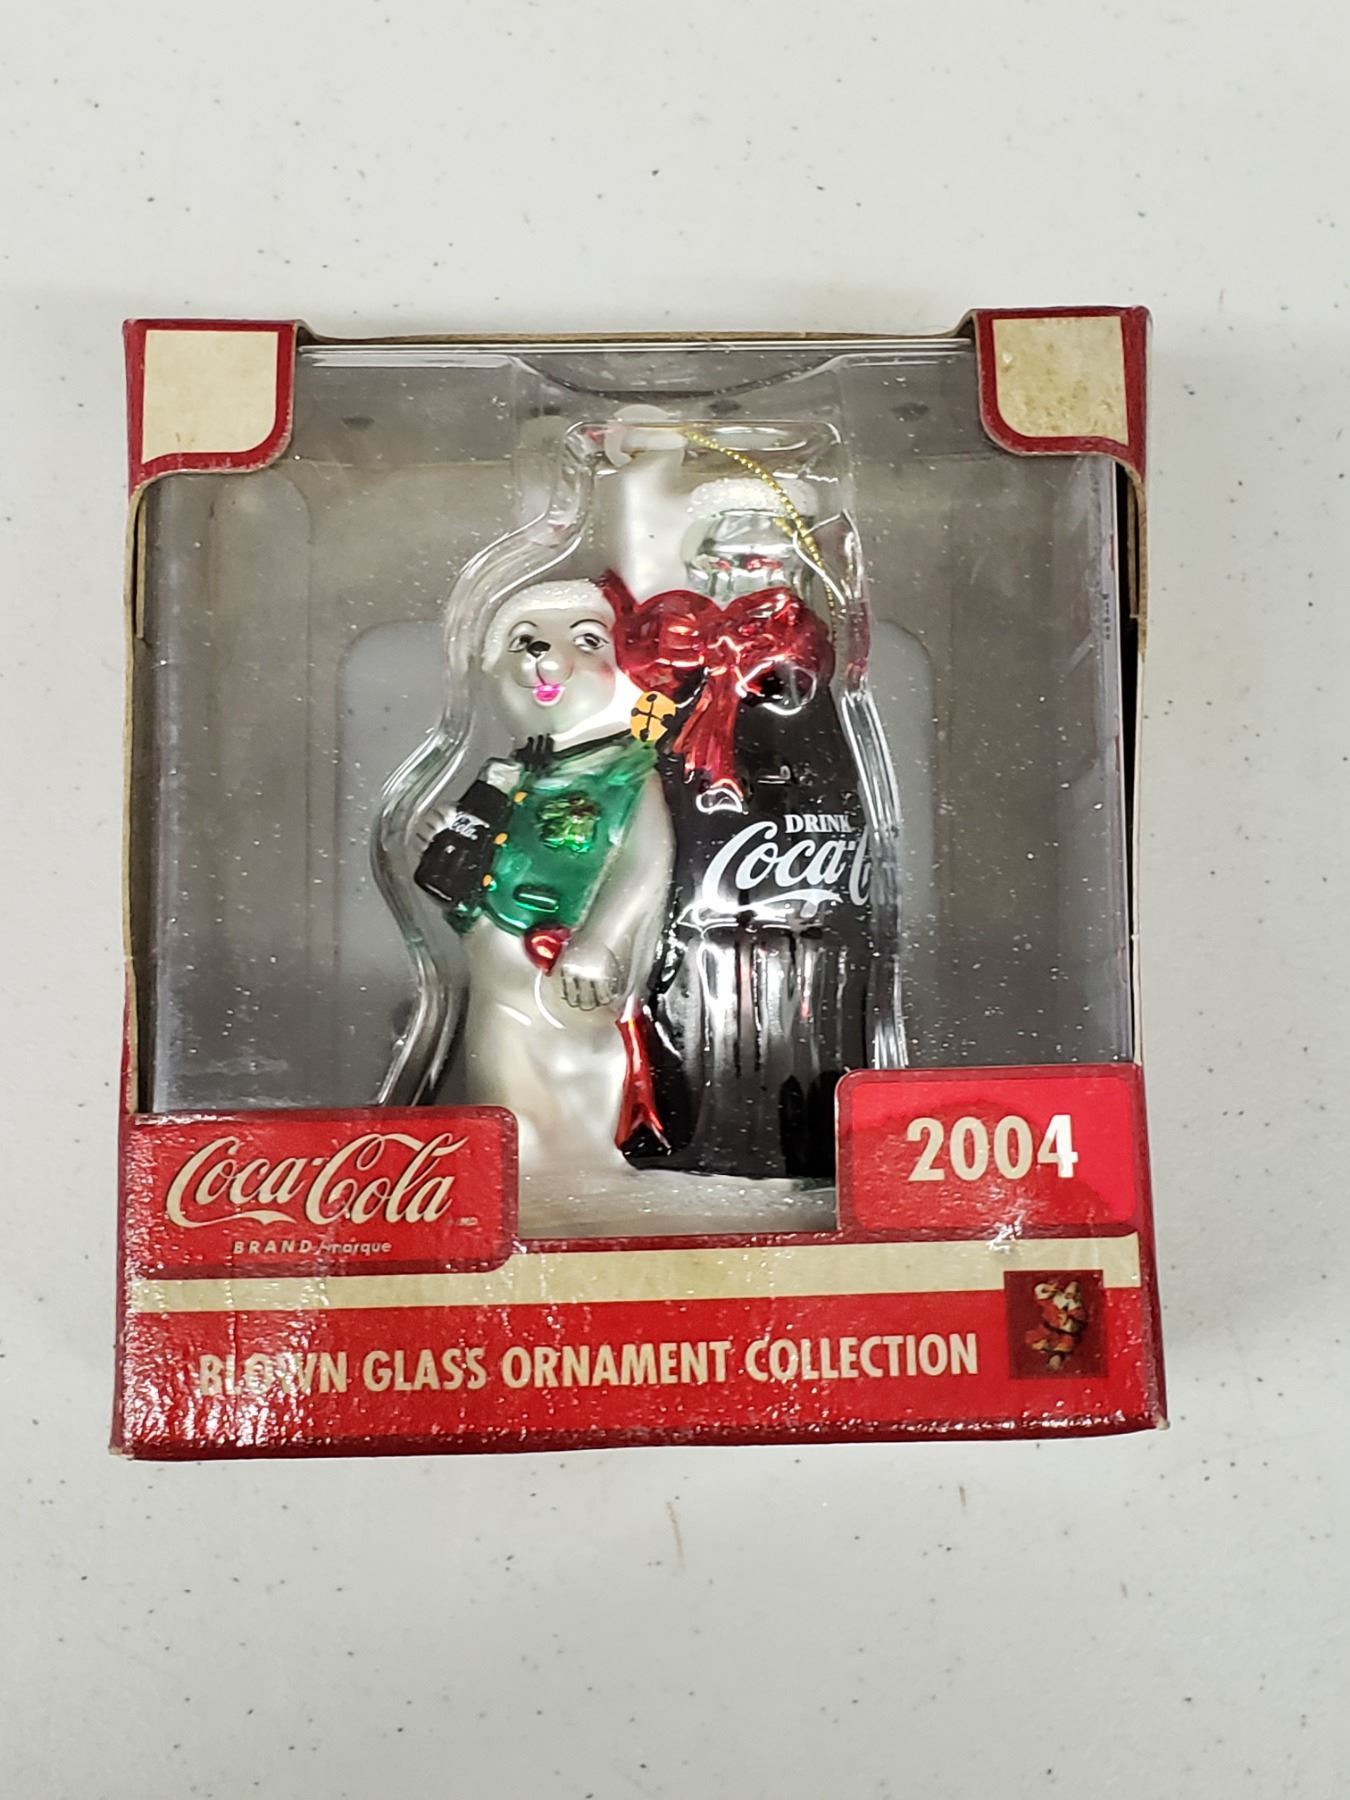 Cola
DRINK
Coca-C
Coca-Cola
BRAND/marque
2004
BLOWN GLASS ORNAMENT COLLECTION